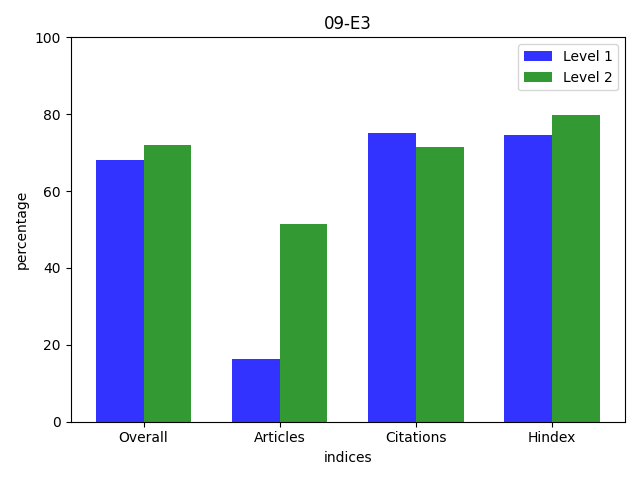 09-E3
Level 1
Level 2
percentage
100
80
60
40
20
0
Overall
Articles
Citations
Hindex
indices